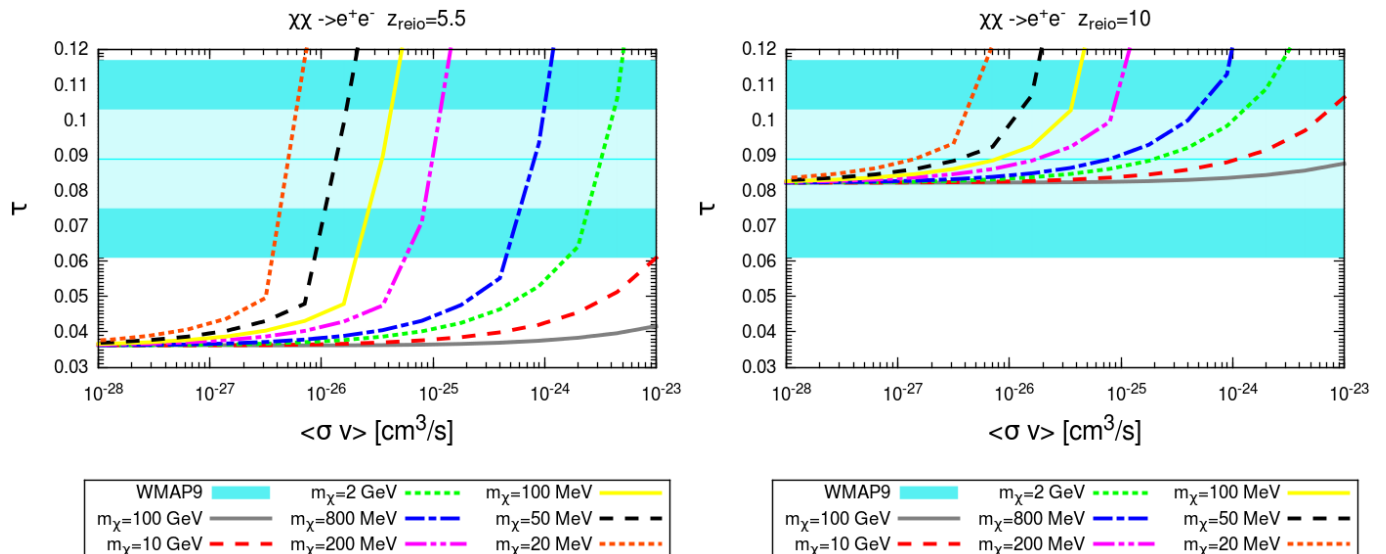 χχ ->e⁺e⁻ z_reio=5.5
0.12
0.11
0.1
0.09
0.08
0.07
0.06
0.05
0.04
0.03
τ
10⁻²⁸ 10⁻²⁷ 10⁻²⁶ 10⁻²⁵ 10⁻²⁴ 10⁻²³
<σ v> [cm³/s]
WMAP9 m_χ=2 GeV m_χ=100 MeV
m_χ=100 GeV m_χ=800 MeV m_χ=50 MeV
m_χ=10 GeV m_χ=200 MeV m_χ=20 MeV
χχ ->e⁺e⁻ z_reio=10
0.12
0.11
0.1
0.09
0.08
0.07
0.06
0.05
0.04
0.03
τ
10⁻²⁸ 10⁻²⁷ 10⁻²⁶ 10⁻²⁵ 10⁻²⁴ 10⁻²³
<σ v> [cm³/s]
WMAP9 m_χ=2 GeV m_χ=100 MeV
m_χ=100 GeV m_χ=800 MeV m_χ=50 MeV
m_χ=10 GeV m_χ=200 MeV m_χ=20 MeV